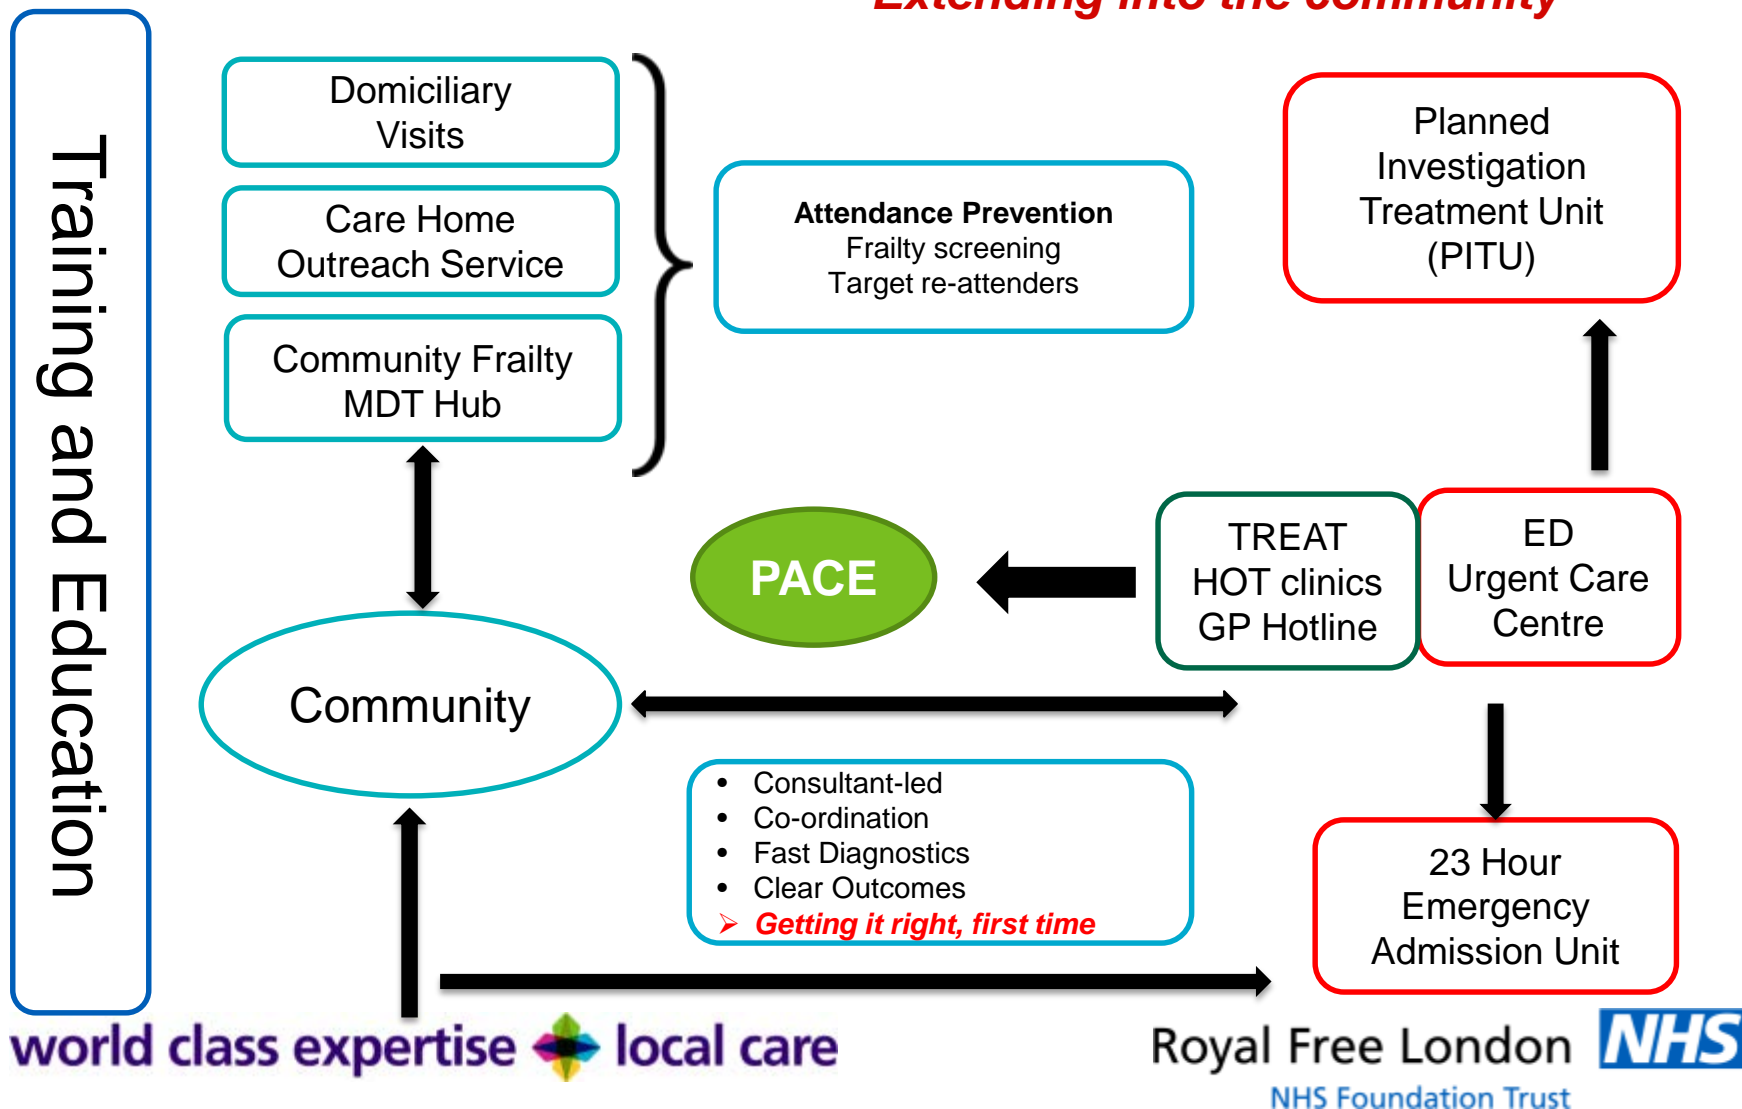 Extending into the community
Training and Education
Domiciliary
Visits
Care Home
Outreach Service
Community Frailty
MDT Hub
Attendance Prevention
Frailty screening
Target re-attenders
Planned
Investigation
Treatment Unit
(PITU)
PACE
TREAT
HOT clinics
GP Hotline
ED
Urgent Care
Centre
Community
• Consultant-led
• Co-ordination
• Fast Diagnostics
• Clear Outcomes
➢ Getting it right, first time
23 Hour
Emergency
Admission Unit
world class expertise local care
Royal Free London NHS
NHS Foundation Trust